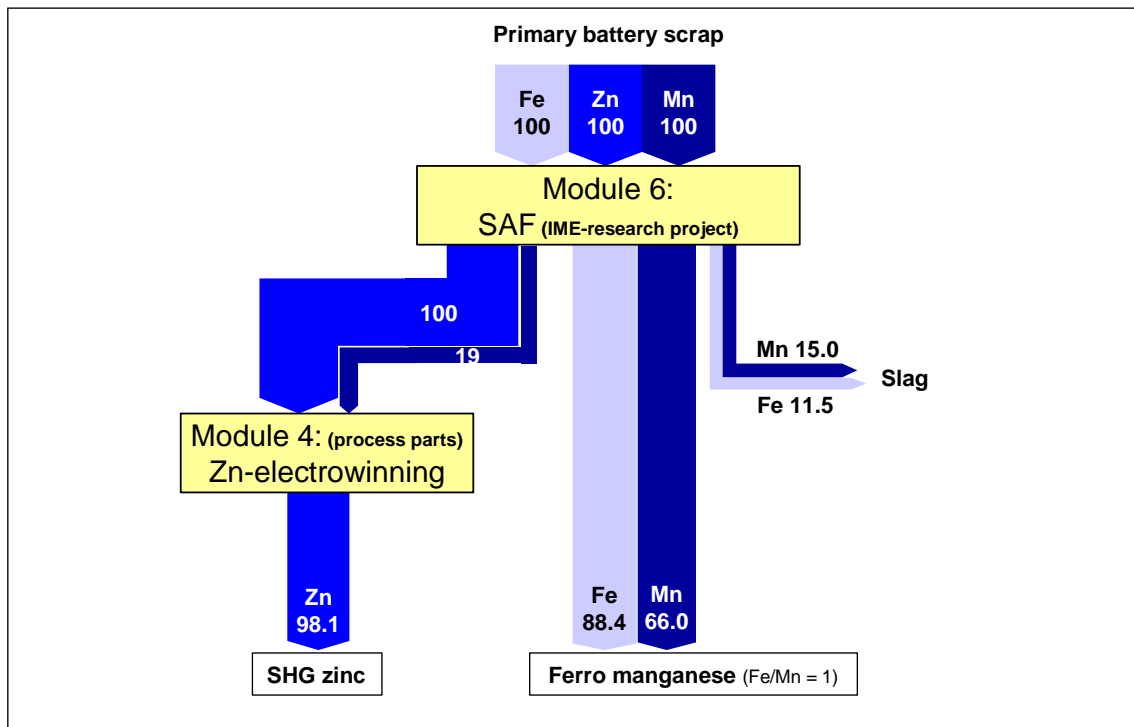 Primary battery scrap
Fe
100
Zn
100
Mn
100
Module 6:
SAF (IME-research project)
100
19
Mn 15.0
Slag
Fe 11.5
Module 4: (process parts)
Zn-electrowinning
Zn
98.1
Fe
88.4
Mn
66.0
SHG zinc
Ferro manganese (Fe/Mn = 1)